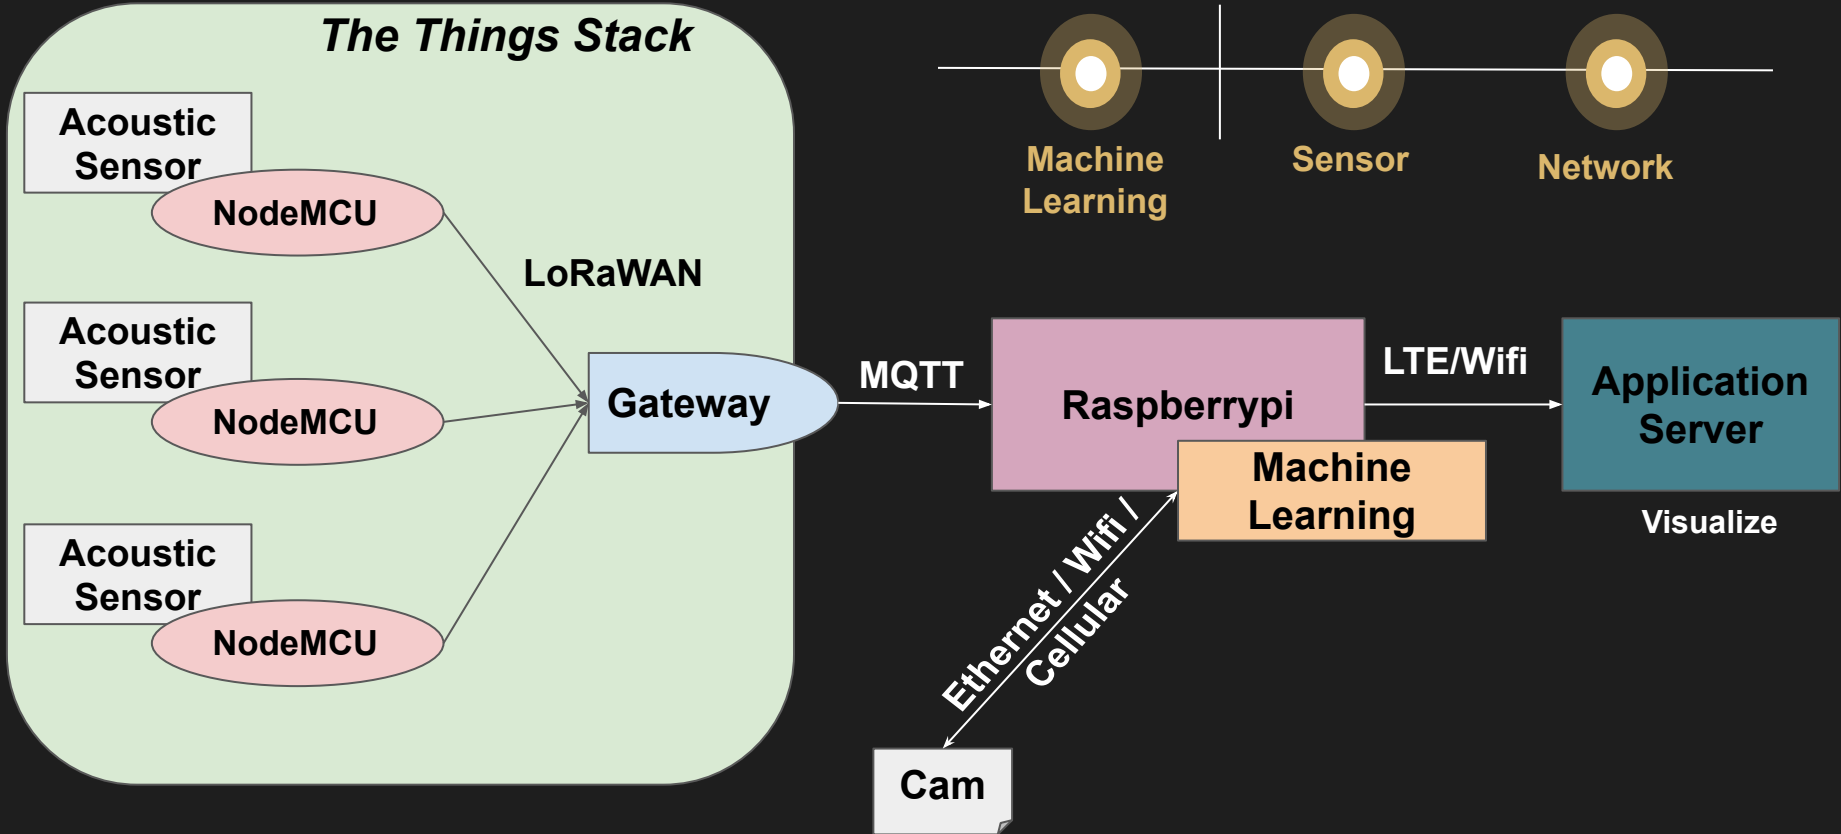 The Things Stack
Acoustic
Sensor
NodeMCU
LoRaWAN
Acoustic
Sensor
NodeMCU
Gateway
Acoustic
Sensor
NodeMCU
Machine
Learning
Sensor
Network
MQTT
Raspberrypi
Machine
Learning
LTE/Wifi
Application
Server
Visualize
Ethernet / Wifi /
Cellular
Cam